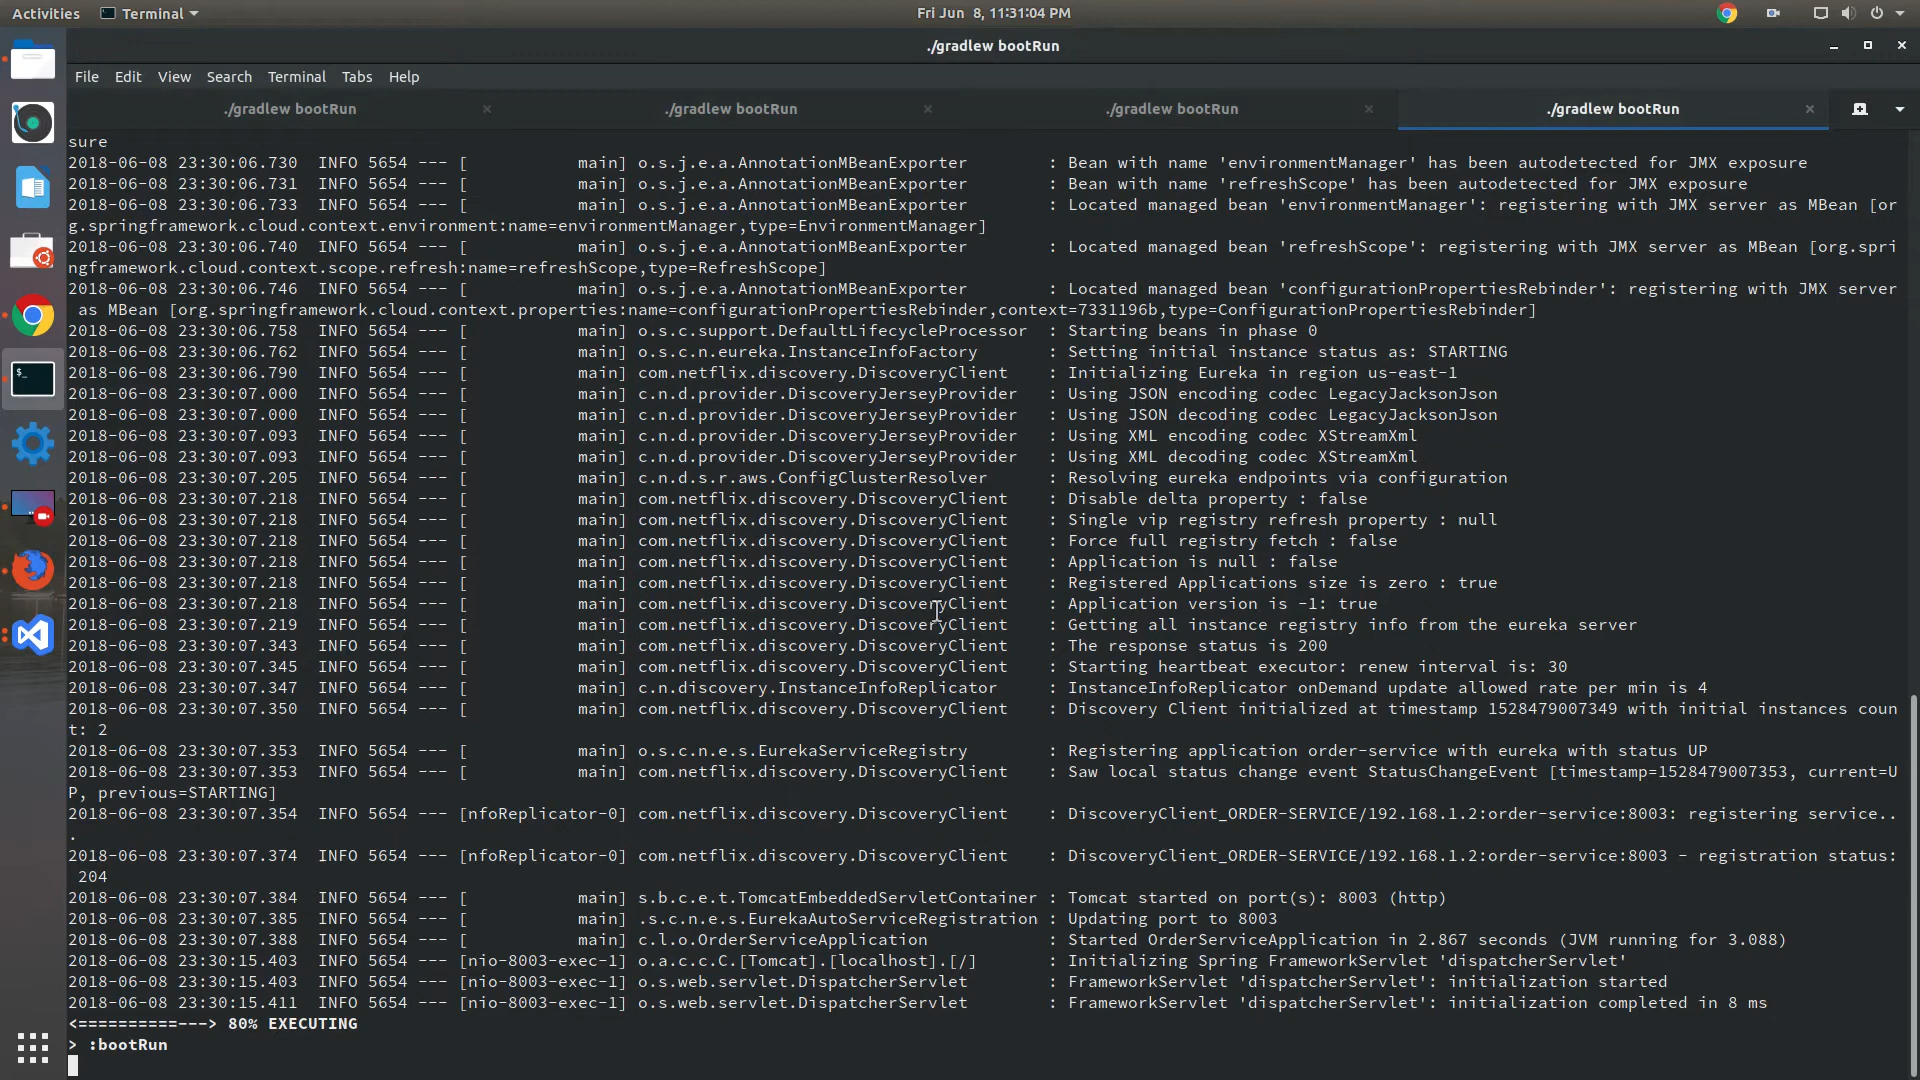 Activities Terminal Fri Jun 8, 11:31:04 PM
./gradlew bootRun
File Edit View Search Terminal Tabs Help
./gradlew bootRun × ./gradlew bootRun × ./gradlew bootRun × ./gradlew bootRun ×
sure
2018-06-08 23:30:06.730  INFO 5654 --- [           main] o.s.j.e.a.AnnotationMBeanExporter        : Bean with name 'environmentManager' has been autodetected for JMX exposure
2018-06-08 23:30:06.731  INFO 5654 --- [           main] o.s.j.e.a.AnnotationMBeanExporter        : Bean with name 'refreshScope' has been autodetected for JMX exposure
2018-06-08 23:30:06.733  INFO 5654 --- [           main] o.s.j.e.a.AnnotationMBeanExporter        : Located managed bean 'environmentManager': registering with JMX server as MBean [or
g.springframework.cloud.context.environment:name=environmentManager,type=EnvironmentManager]
2018-06-08 23:30:06.740  INFO 5654 --- [           main] o.s.j.e.a.AnnotationMBeanExporter        : Located managed bean 'refreshScope': registering with JMX server as MBean [org.spri
ngframework.cloud.context.scope.refresh:name=refreshScope,type=RefreshScope]
2018-06-08 23:30:06.746  INFO 5654 --- [           main] o.s.j.e.a.AnnotationMBeanExporter        : Located managed bean 'configurationPropertiesRebinder': registering with JMX server
 as MBean [org.springframework.cloud.context.properties:name=configurationPropertiesRebinder,context=7331196b,type=ConfigurationPropertiesRebinder]
2018-06-08 23:30:06.758  INFO 5654 --- [           main] o.s.c.support.DefaultLifecycleProcessor  : Starting beans in phase 0
2018-06-08 23:30:06.762  INFO 5654 --- [           main] o.s.c.n.eureka.InstanceInfoFactory       : Setting initial instance status as: STARTING
2018-06-08 23:30:06.790  INFO 5654 --- [           main] com.netflix.discovery.DiscoveryClient    : Initializing Eureka in region us-east-1
2018-06-08 23:30:07.000  INFO 5654 --- [           main] c.n.d.provider.DiscoveryJerseyProvider   : Using JSON encoding codec LegacyJacksonJson
2018-06-08 23:30:07.000  INFO 5654 --- [           main] c.n.d.provider.DiscoveryJerseyProvider   : Using JSON decoding codec LegacyJacksonJson
2018-06-08 23:30:07.093  INFO 5654 --- [           main] c.n.d.provider.DiscoveryJerseyProvider   : Using XML encoding codec XStreamXml
2018-06-08 23:30:07.093  INFO 5654 --- [           main] c.n.d.provider.DiscoveryJerseyProvider   : Using XML decoding codec XStreamXml
2018-06-08 23:30:07.205  INFO 5654 --- [           main] c.n.d.s.r.aws.ConfigClusterResolver      : Resolving eureka endpoints via configuration
2018-06-08 23:30:07.218  INFO 5654 --- [           main] com.netflix.discovery.DiscoveryClient    : Disable delta property : false
2018-06-08 23:30:07.218  INFO 5654 --- [           main] com.netflix.discovery.DiscoveryClient    : Single vip registry refresh property : null
2018-06-08 23:30:07.218  INFO 5654 --- [           main] com.netflix.discovery.DiscoveryClient    : Force full registry fetch : false
2018-06-08 23:30:07.218  INFO 5654 --- [           main] com.netflix.discovery.DiscoveryClient    : Application is null : false
2018-06-08 23:30:07.218  INFO 5654 --- [           main] com.netflix.discovery.DiscoveryClient    : Registered Applications size is zero : true
2018-06-08 23:30:07.218  INFO 5654 --- [           main] com.netflix.discovery.DiscoveryClient    : Application version is -1: true
2018-06-08 23:30:07.219  INFO 5654 --- [           main] com.netflix.discovery.DiscoveryClient    : Getting all instance registry info from the eureka server
2018-06-08 23:30:07.343  INFO 5654 --- [           main] com.netflix.discovery.DiscoveryClient    : The response status is 200
2018-06-08 23:30:07.345  INFO 5654 --- [           main] com.netflix.discovery.DiscoveryClient    : Starting heartbeat executor: renew interval is: 30
2018-06-08 23:30:07.347  INFO 5654 --- [           main] c.n.discovery.InstanceInfoReplicator     : InstanceInfoReplicator onDemand update allowed rate per min is 4
2018-06-08 23:30:07.350  INFO 5654 --- [           main] com.netflix.discovery.DiscoveryClient    : Discovery Client initialized at timestamp 1528479007349 with initial instances coun
t: 2
2018-06-08 23:30:07.353  INFO 5654 --- [           main] o.s.c.n.e.s.EurekaServiceRegistry        : Registering application order-service with eureka with status UP
2018-06-08 23:30:07.353  INFO 5654 --- [           main] com.netflix.discovery.DiscoveryClient    : Saw local status change event StatusChangeEvent [timestamp=1528479007353, current=U
P, previous=STARTING]
2018-06-08 23:30:07.354  INFO 5654 --- [nfoReplicator-0] com.netflix.discovery.DiscoveryClient    : DiscoveryClient_ORDER-SERVICE/192.168.1.2:order-service:8003: registering service..
.
2018-06-08 23:30:07.374  INFO 5654 --- [nfoReplicator-0] com.netflix.discovery.DiscoveryClient    : DiscoveryClient_ORDER-SERVICE/192.168.1.2:order-service:8003 - registration status:
 204
2018-06-08 23:30:07.384  INFO 5654 --- [           main] s.b.c.e.t.TomcatEmbeddedServletContainer : Tomcat started on port(s): 8003 (http)
2018-06-08 23:30:07.385  INFO 5654 --- [           main] .s.c.n.e.s.EurekaAutoServiceRegistration : Updating port to 8003
2018-06-08 23:30:07.388  INFO 5654 --- [           main] c.l.o.OrderServiceApplication            : Started OrderServiceApplication in 2.867 seconds (JVM running for 3.088)
2018-06-08 23:30:15.403  INFO 5654 --- [nio-8003-exec-1] o.a.c.c.C.[Tomcat].[localhost].[/]       : Initializing Spring FrameworkServlet 'dispatcherServlet'
2018-06-08 23:30:15.403  INFO 5654 --- [nio-8003-exec-1] o.s.web.servlet.DispatcherServlet        : FrameworkServlet 'dispatcherServlet': initialization started
2018-06-08 23:30:15.411  INFO 5654 --- [nio-8003-exec-1] o.s.web.servlet.DispatcherServlet        : FrameworkServlet 'dispatcherServlet': initialization completed in 8 ms
<==========---> 80% EXECUTING
> :bootRun